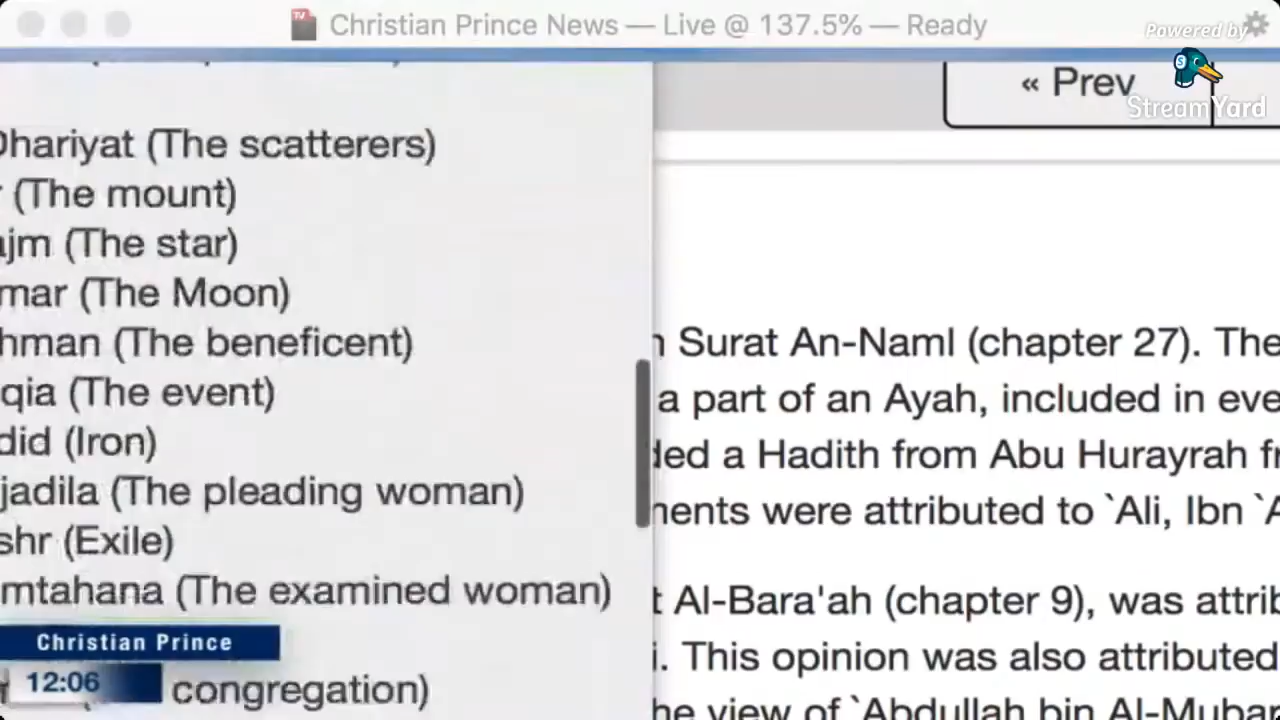 Christian Prince News — Live @ 137.5% — Ready
Powered by
StreamYard
« Prev
Dhariyat (The scatterers)
(The mount)
ajm (The star)
mar (The Moon)
hman (The beneficent)
qia (The event)
did (Iron)
jadila (The pleading woman)
shr (Exile)
mtahana (The examined woman)
congregation)
Surat An-Naml (chapter 27). The
a part of an Ayah, included in eve
ded a Hadith from Abu Hurayrah fr
nents were attributed to `Ali, Ibn `A
t Al-Bara'ah (chapter 9), was attrib
i. This opinion was also attributed
he view of `Abdullah bin Al-Mubar
Christian Prince
12:06